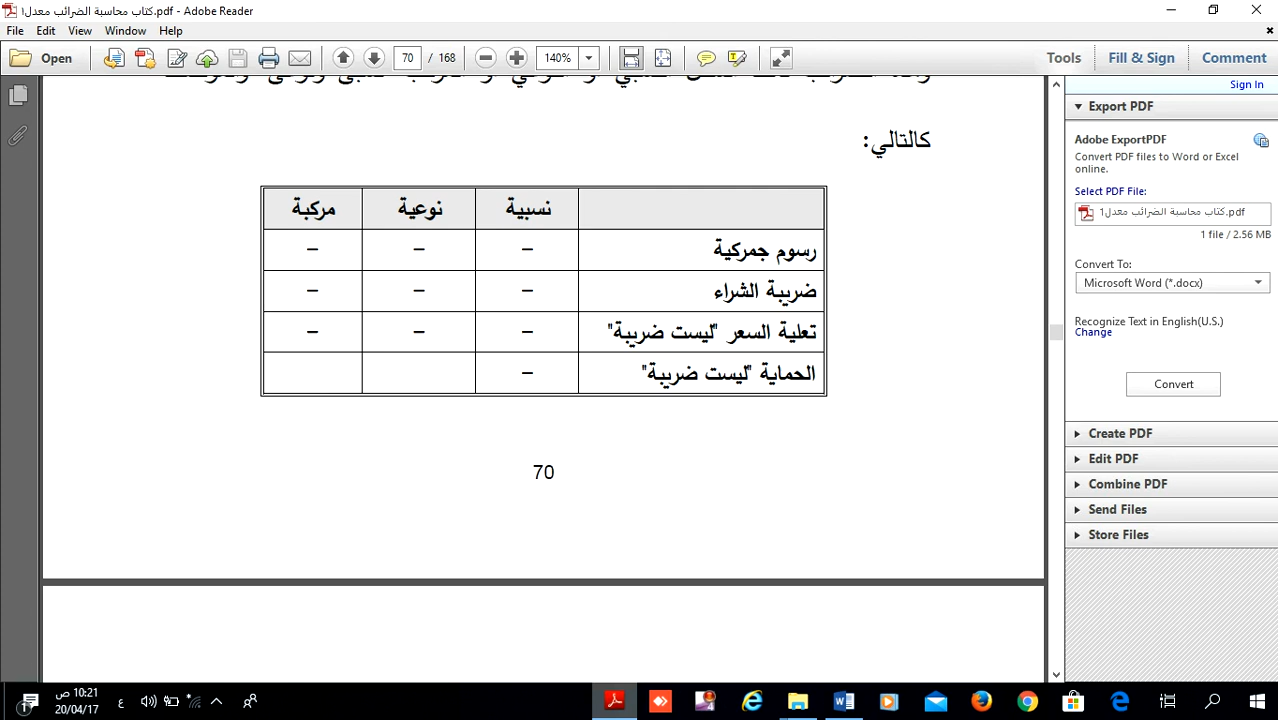 كتاب محاسبة الضرائب معدل1.pdf - Adobe Reader
File Edit View Window Help
Open 70 / 168 140% Tools Fill & Sign Comment
Sign In
كالتالي:
نسبية نوعية مركبة
رسوم جمركية – – –
ضريبة الشراء – – –
تعلية السعر "ليست ضريبة" – – –
الحماية "ليست ضريبة" –
70
Export PDF
Adobe ExportPDF
Convert PDF files to Word or Excel
online.
Select PDF File:
كتاب محاسبة الضرائب معدل1.pdf
1 file / 2.56 MB
Convert To:
Microsoft Word (*.docx)
Recognize Text in English(U.S.)
Change
Convert
Create PDF
Edit PDF
Combine PDF
Send Files
Store Files
10:21 ص
ع
20/04/17